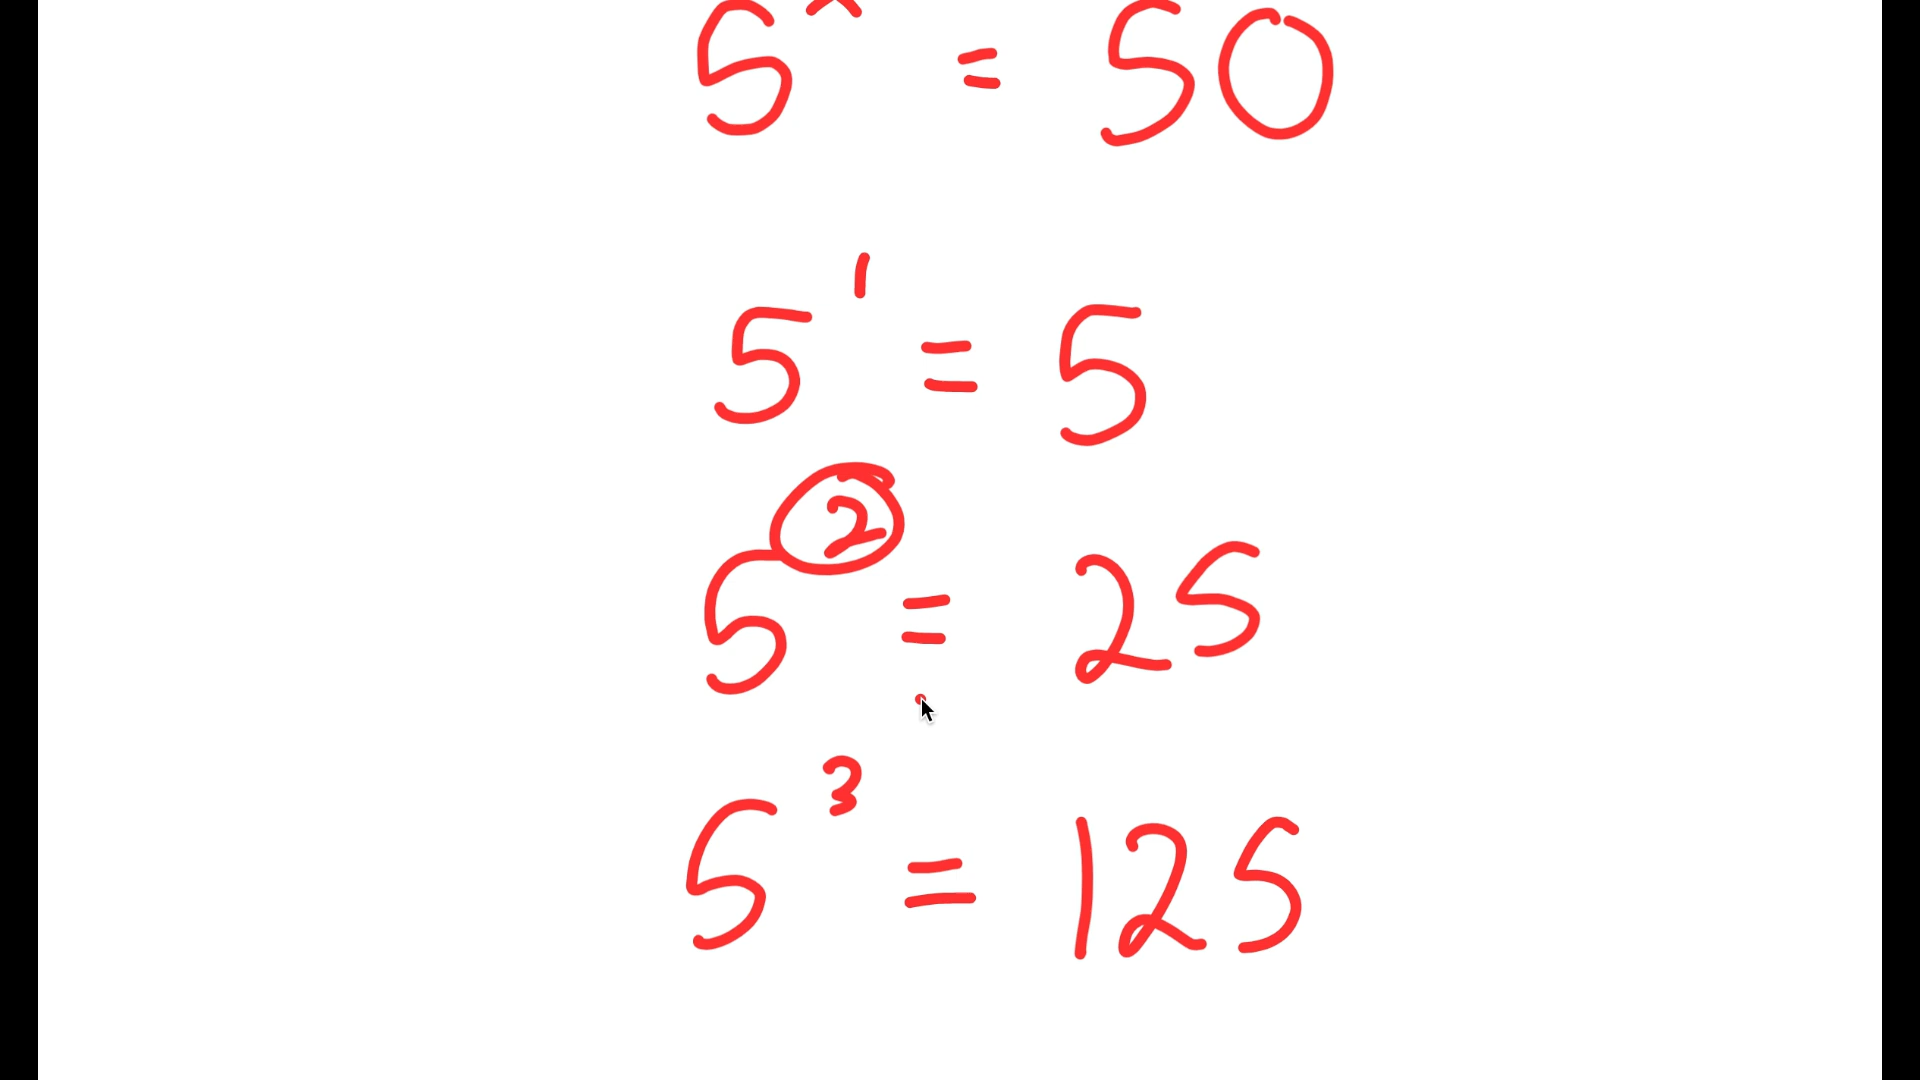 5^x = 50
5^1 = 5
5^2 = 25
5^3 = 125